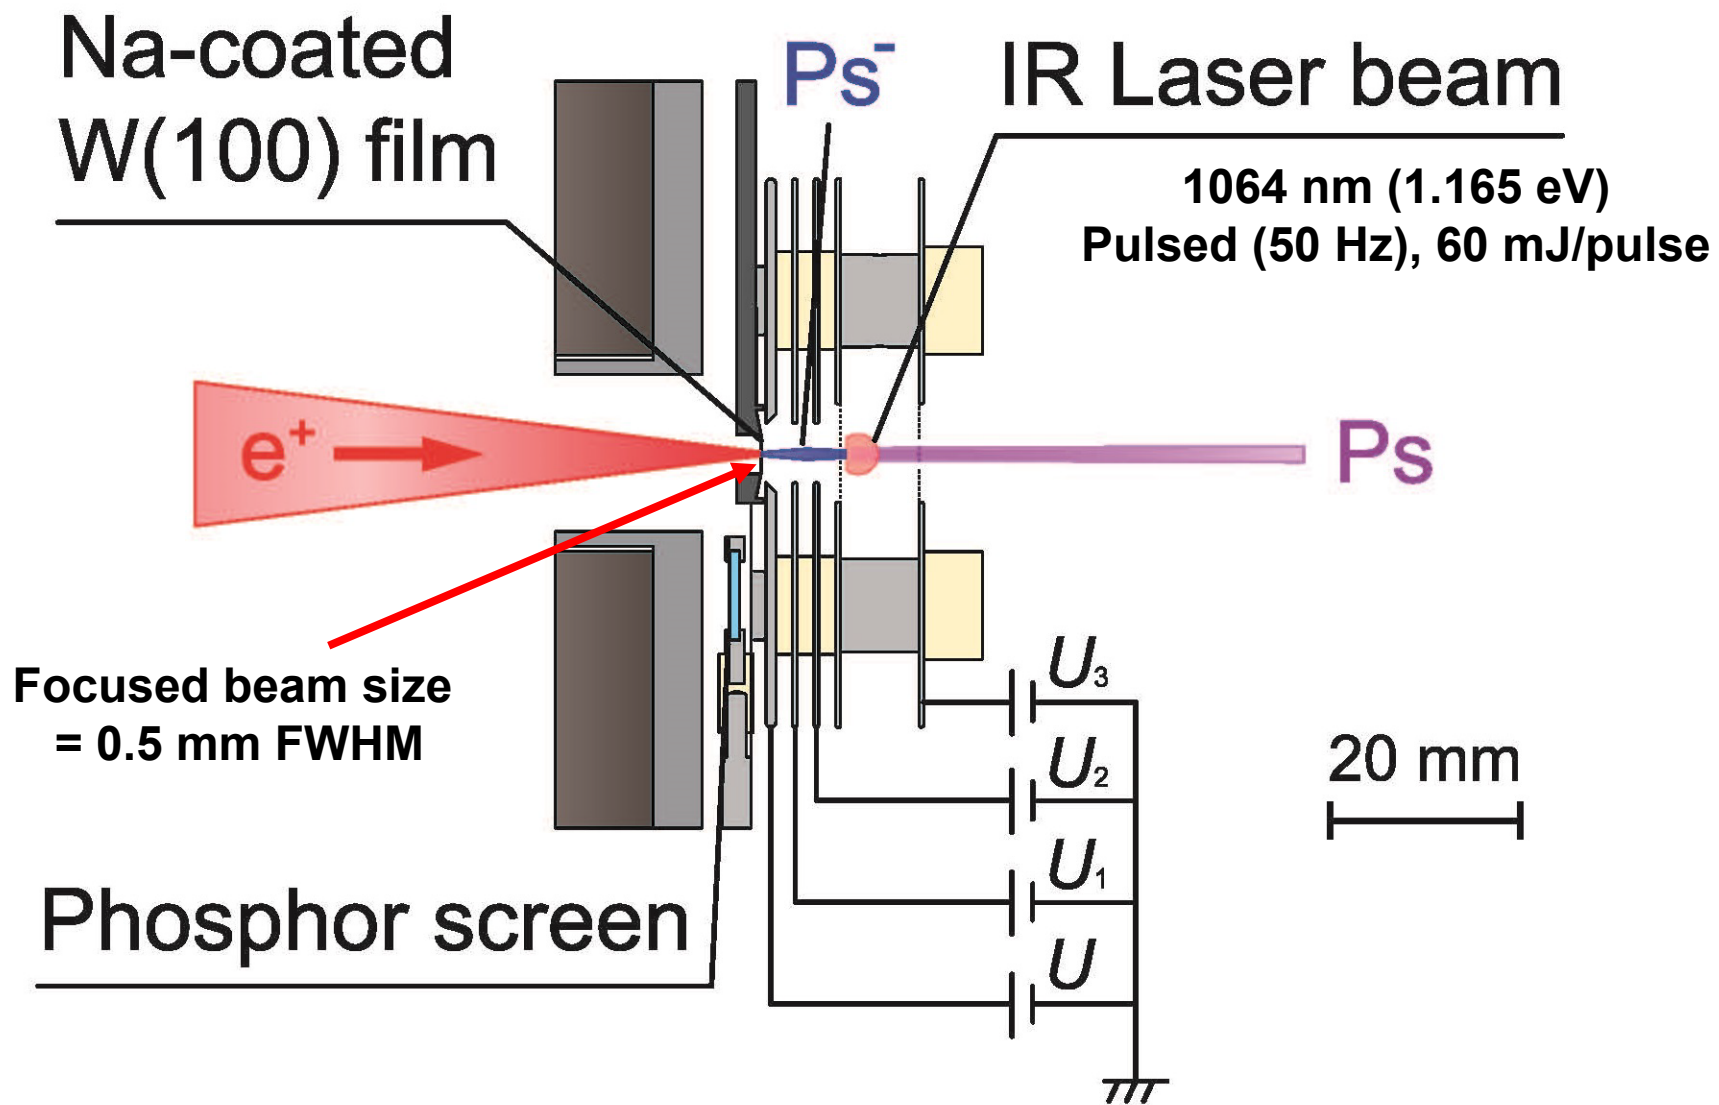 Na-coated
W(100) film
Ps⁻
IR Laser beam
1064 nm (1.165 eV)
Pulsed (50 Hz), 60 mJ/pulse
e⁺
Ps
Focused beam size
= 0.5 mm FWHM
U₃
U₂
U₁
U
20 mm
Phosphor screen